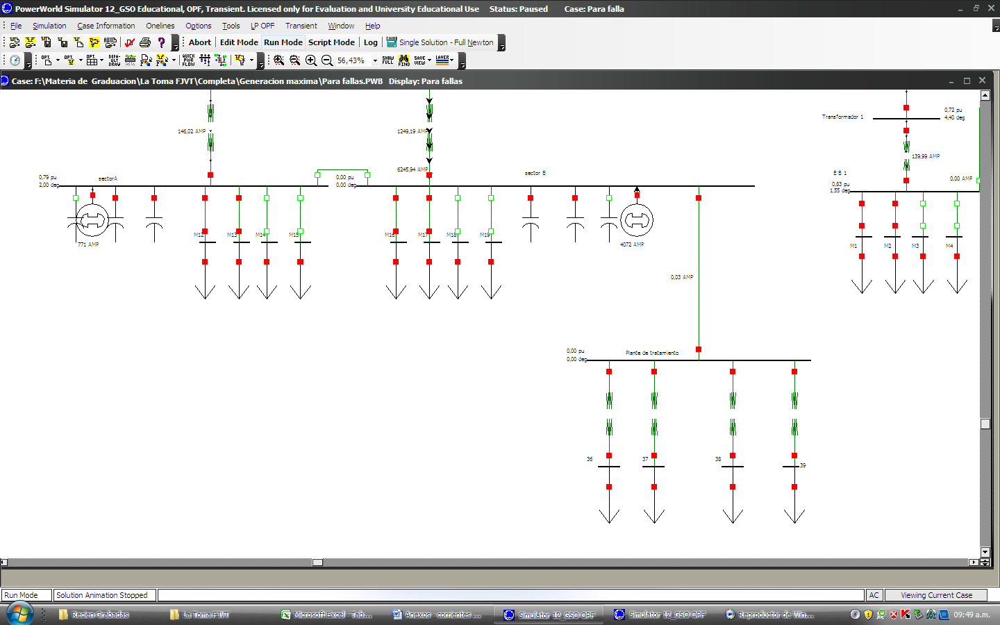 PowerWorld Simulator 12_GSO Educational, OPF, Transient. Licensed only for Evaluation and University Educational Use Status: Paused Case: Para falla
File Simulation Case Information Onelines Options Tools LP OPF Transient Window Help
Abort Edit Mode Run Mode Script Mode Log Single Solution - Full Newton
56,43%
Case: F:\Materia de Graduacion\La Toma FJVT\Completa\Generacion maxima\Para fallas.PWB Display: Para fallas
146,02 AMP
1249,19 AMP
Transformador 1
0,72 pu
4,40 deg
139,99 AMP
6245,94 AMP
sector B
E B 1
0,79 pu
sectorA
0,00 pu
0,00 AMP
2,00 deg
0,00 deg
0,83 pu
1,55 deg
M12 M13 M14 M15 M16 M17 M18 M19
771 AMP
4072 AMP
M1 M2 M3 M4
0,03 AMP
0,00 pu
Plante de tratamiento
0,00 deg
36 37 38 39
Run Mode Solution Animation Stopped AC Viewing Current Case
Recien Grabadas La Toma FJVT Microsoft Excel - Tab... Anexos - corrientes ... Simulator 12_GSO OPF Simulator 12_GSO OPF Reproductor de Win... 09:49 a.m.